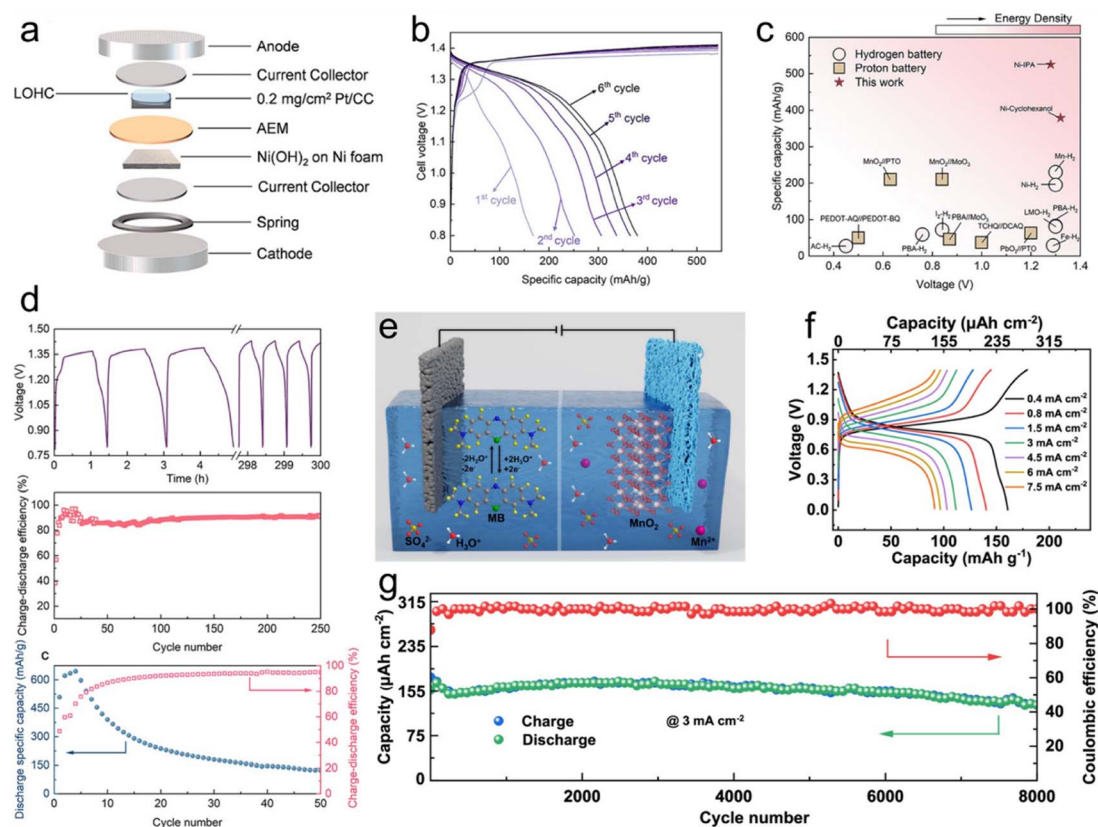 a
Anode
Current Collector
LOHC
0.2 mg/cm² Pt/CC
AEM
Ni(OH)₂ on Ni foam
Current Collector
Spring
Cathode
b
Cell voltage (V)
1.4
1.3
1.2
1.1
1.0
0.9
0.8
6ᵗʰ cycle
5ᵗʰ cycle
4ᵗʰ cycle
3ʳᵈ cycle
2ⁿᵈ cycle
1ˢᵗ cycle
0 100 200 300 400 500
Specific capacity (mAh/g)
c
Energy Density
Hydrogen battery
Proton battery
This work
Specific capacity (mAh/g)
600
500
400
300
200
100
0
Ni-IPA
Ni-Cyclohexanol
MnO₂//PTO
MnO₂//MoO₃
Mn-H₂
Ni-H₂
PEDOT-AQ//PEDOT-BQ
I₂-H₂
PBA//MoO₃
LMO-H₂
PBA-H₂
TCHQ//DCAQ
AC-H₂
PBA-H₂
PbO₂//PTO
Fe-H₂
0.4 0.6 0.8 1.0 1.2 1.4
Voltage (V)
d
Voltage (V)
1.50
1.35
1.20
1.05
0.90
0.75
0 1 2 3 4 298 299 300
Time (h)
Charge-discharge efficiency (%)
100
80
60
40
20
0 50 100 150 200 250
Cycle number
c
Discharge specific capacity (mAh/g)
600
450
300
150
0
Charge-discharge efficiency (%)
100
80
60
40
20
0
0 10 20 30 40 50
Cycle number
e
-2H₃O⁺ +2H₃O⁺
-2e⁻ +2e⁻
MB
MnO₂
SO₄²⁻
H₃O⁺
Mn²⁺
f
Capacity (μAh cm⁻²)
0 75 155 235 315
Voltage (V)
1.5
1.2
0.9
0.6
0.3
0.0
0.4 mA cm⁻²
0.8 mA cm⁻²
1.5 mA cm⁻²
3 mA cm⁻²
4.5 mA cm⁻²
6 mA cm⁻²
7.5 mA cm⁻²
0 50 100 150 200
Capacity (mAh g⁻¹)
g
Capacity (μAh cm⁻²)
315
235
155
75
0
Charge
Discharge
@ 3 mA cm⁻²
Coulombic efficiency (%)
100
80
60
40
20
2000 4000 6000 8000
Cycle number